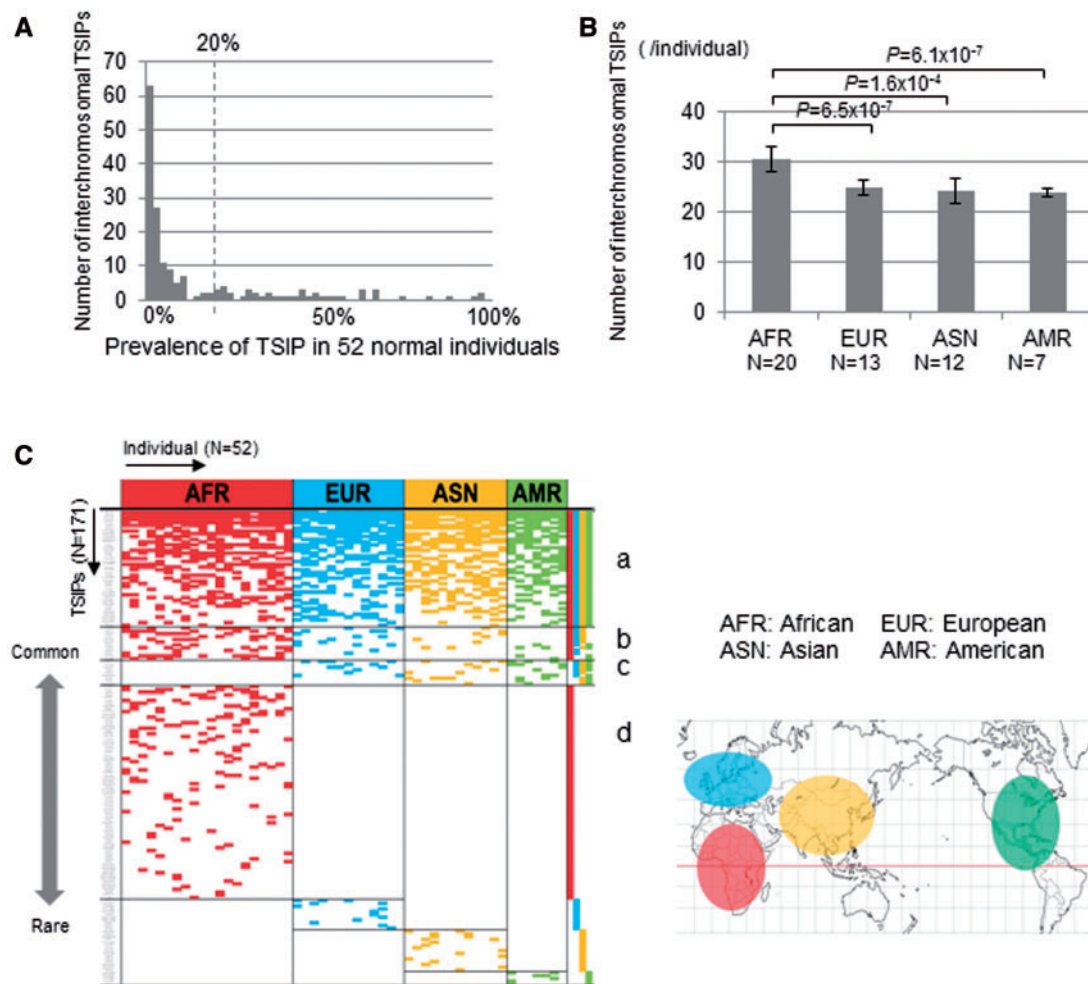 A
20%
Number of interchromosomal TSIPs
70
60
50
40
30
20
10
0
0%
50%
100%
Prevalence of TSIP in 52 normal individuals
B
( /individual)
Number of interchromosomal TSIPs
P=6.1x10-7
P=1.6x10-4
P=6.5x10-7
40
30
20
10
0
AFR
EUR
ASN
AMR
N=20
N=13
N=12
N=7
C
Individual (N=52)
TSIPs (N=171)
AFR
EUR
ASN
AMR
a
b
c
d
Common
Rare
AFR: African
EUR: European
ASN: Asian
AMR: American